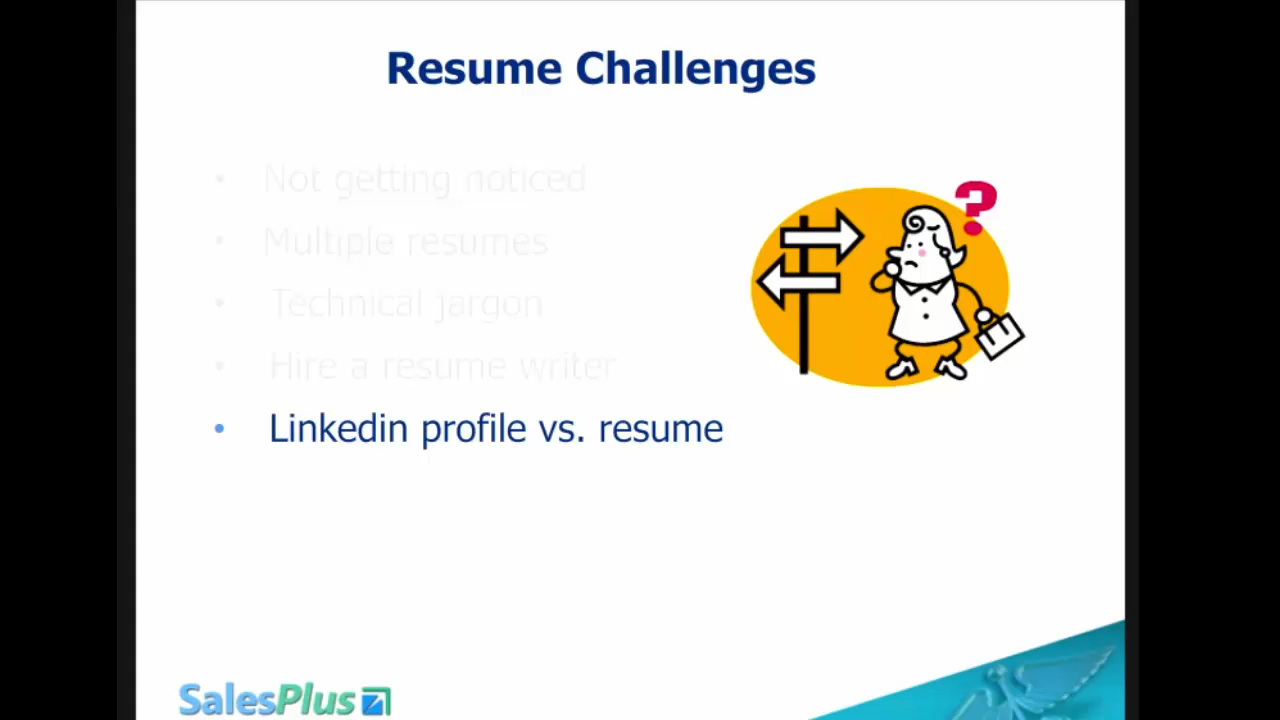 Resume Challenges
• Not getting noticed
• Multiple resumes
• Technical jargon
• Hire a resume writer
• Linkedin profile vs. resume
?
SalesPlus